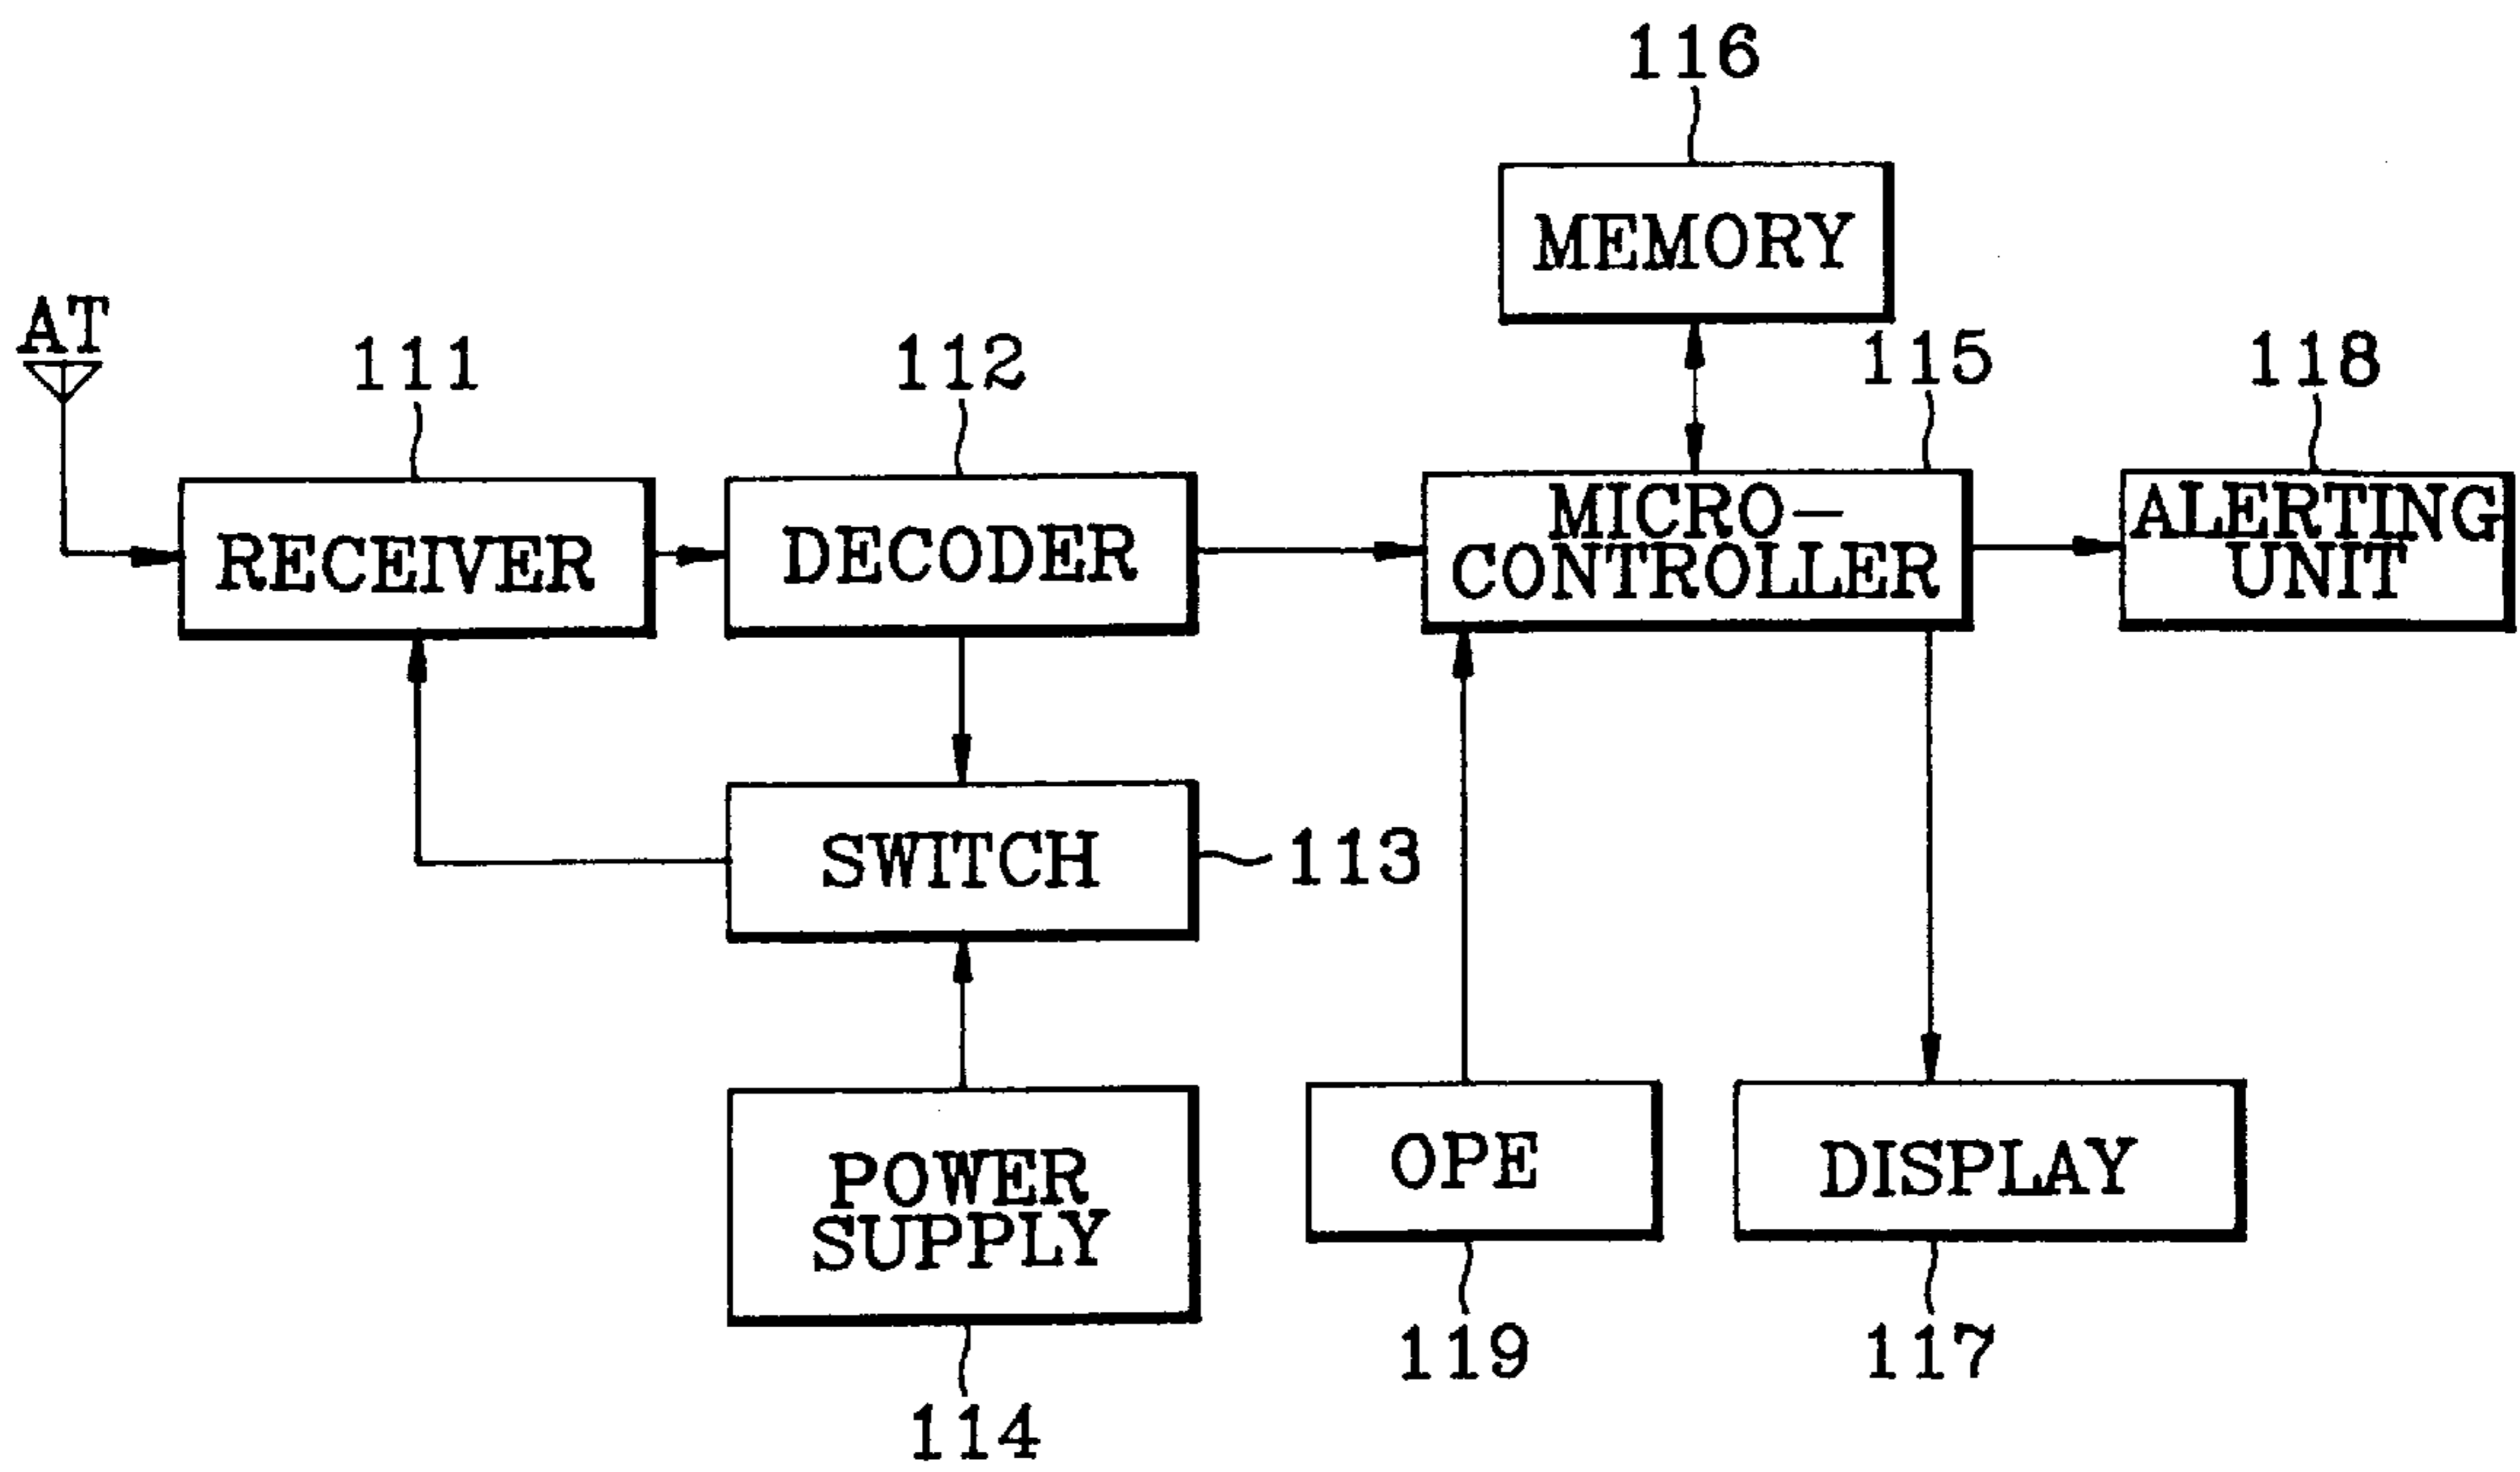 116
MEMORY
AT
111
112
115
118
RECEIVER
DECODER
MICRO-
CONTROLLER
ALERTING
UNIT
SWITCH
113
POWER
SUPPLY
OPE
DISPLAY
119
117
114